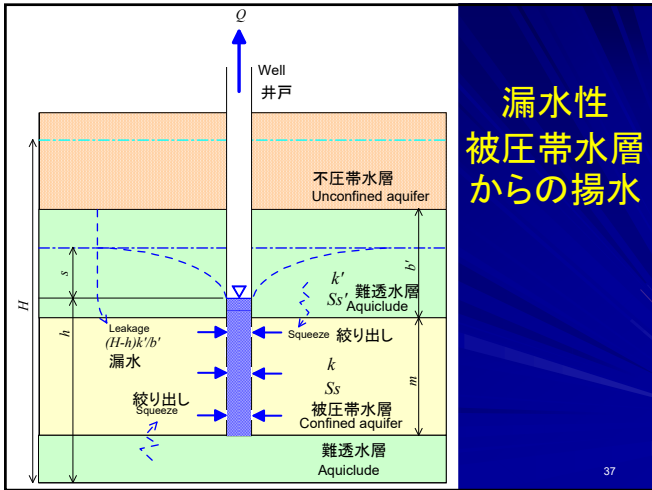 Q
Well
井戸
不圧帯水層
Unconfined aquifer
s
H
h
k'
b'
Ss'
難透水層
Aquiclude
Leakage
(H-h)k'/b'
漏水
Squeeze 絞り出し
k
Ss
m
絞り出し
Squeeze
被圧帯水層
Confined aquifer
難透水層
Aquiclude
漏水性
被圧帯水層
からの揚水
37